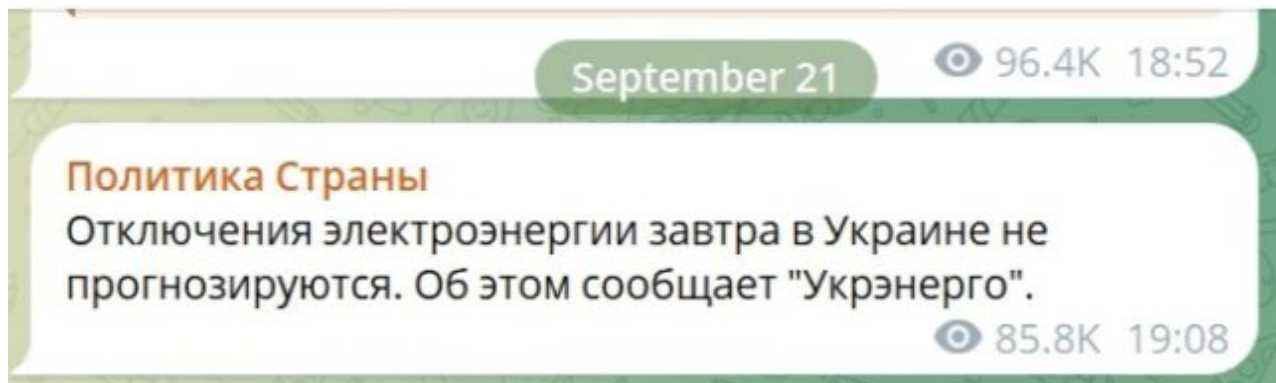 96.4K 18:52
September 21
Политика Страны
Отключения электроэнергии завтра в Украине не
прогнозируются. Об этом сообщает "Укрэнерго".
85.8K 19:08